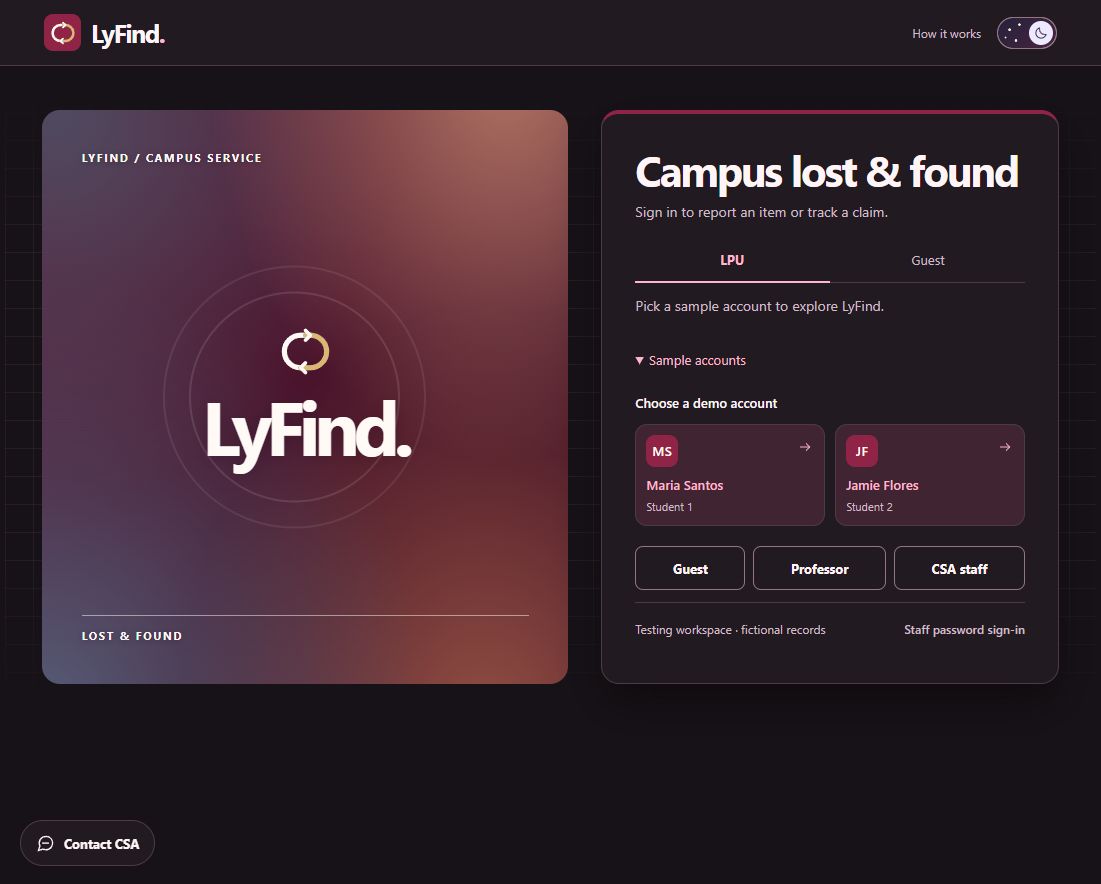 LyFind.
How it works
LYFIND / CAMPUS SERVICE
LyFind.
LOST & FOUND
Campus lost & found
Sign in to report an item or track a claim.
LPU
Guest
Pick a sample account to explore LyFind.
▼ Sample accounts
Choose a demo account
MS
Maria Santos
Student 1
JF
Jamie Flores
Student 2
Guest
Professor
CSA staff
Testing workspace · fictional records
Staff password sign-in
Contact CSA